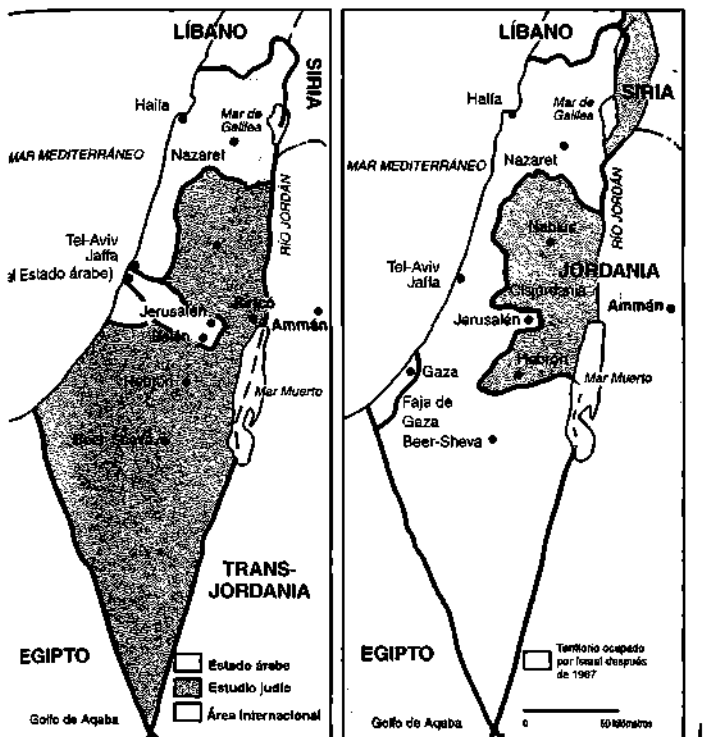 LÍBANO
SIRIA
Haifa
Mar de
Galilea
MAR MEDITERRÁNEO
Nazaret
RÍO JORDÁN
Tel-Aviv
Jaffa
al Estado árabe)
Jericó
Jerusalén
Ammán
Belén
Hebrón
Mar Muerto
Beer-Sheva
TRANS-
JORDANIA
EGIPTO
Estado árabe
Estudio judío
Área Internacional
Golfo de Aqaba
LÍBANO
SIRIA
Haifa
Mar de
Galilea
MAR MEDITERRÁNEO
Nazaret
RÍO JORDÁN
Nablus
Tel-Aviv
Jaffa
JORDANIA
Cisjordania
Ammán
Jerusalén
Hebrón
Gaza
Mar Muerto
Faja de
Gaza
Beer-Sheva
EGIPTO
Territorio ocupado
por Israel después
de 1967
Golfo de Aqaba
0 50 kilómetros